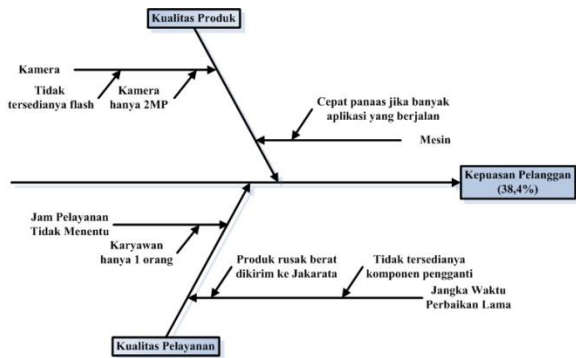 Kualitas Produk
Kamera
Tidak
tersedianya flash
Kamera
hanya 2MP
Cepat panaas jika banyak
aplikasi yang berjalan
Mesin
Kepuasan Pelanggan
(38,4%)
Jam Pelayanan
Tidak Menentu
Karyawan
hanya 1 orang
Produk rusak berat
dikirim ke Jakarata
Tidak tersedianya
komponen pengganti
Jangka Waktu
Perbaikan Lama
Kualitas Pelayanan